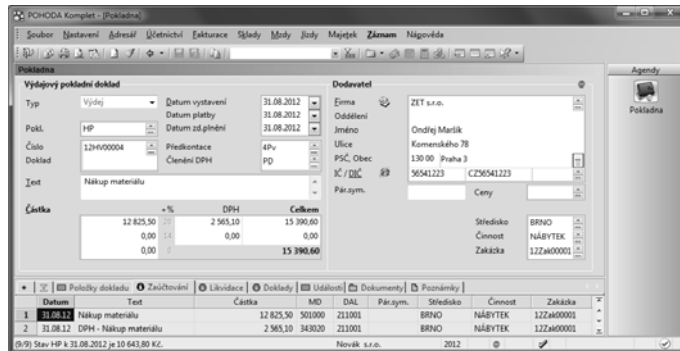 POHODA Komplet - [Pokladna]
Soubor Nastavení Adresář Účetnictví Fakturace Sklady Mzdy Jízdy Majetek Záznam Nápověda
Pokladna
Agendy
Pokladna
Výdajový pokladní doklad
Dodavatel
Typ Výdej Datum vystavení 31.08.2012
Firma ZET s.r.o.
Datum platby 31.08.2012
Oddělení
Pokl. HP Datum zd.plnění 31.08.2012
Jméno Ondřej Maršík
Číslo 12HV00004 Předkontace 4Pv
Ulice Komenského 78
Doklad Členění DPH PD
PSČ, Obec 130 00 Praha 3
IČ / DIČ 56541223 CZ56541223
Text Nákup materiálu
Pár.sym. Ceny
Částka + % DPH Celkem
12 825,50 20 2 565,10 15 390,60
0,00 14 0,00 0,00
0,00 0 15 390,60
Středisko BRNO
Činnost NÁBYTEK
Zakázka 12Zak00001
Položky dokladu Zaúčtování Likvidace Doklady Události Dokumenty Poznámky
Datum Text Částka MD DAL Pár.sym. Středisko Činnost Zakázka
1 31.08.12 Nákup materiálu 12 825,50 501000 211001 BRNO NÁBYTEK 12Zak00001
2 31.08.12 DPH - Nákup materiálu 2 565,10 343020 211001 BRNO NÁBYTEK 12Zak00001
(9/9) Stav HP k 31.08.2012 je 10 643,80 Kč. Novák s.r.o. 2012 @